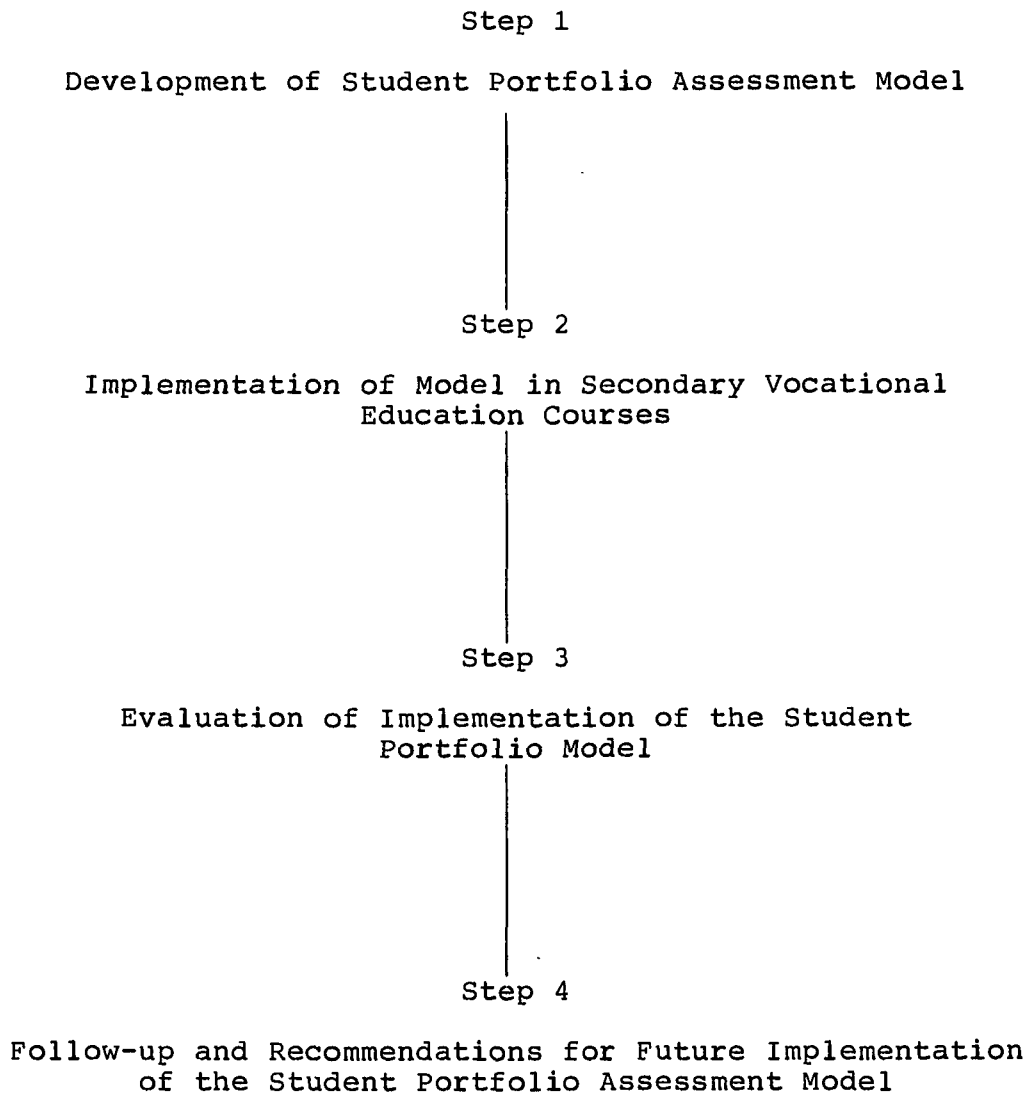 Step 1
Development of Student Portfolio Assessment Model
Step 2
Implementation of Model in Secondary Vocational
Education Courses
Step 3
Evaluation of Implementation of the Student
Portfolio Model
Step 4
Follow-up and Recommendations for Future Implementation
of the Student Portfolio Assessment Model